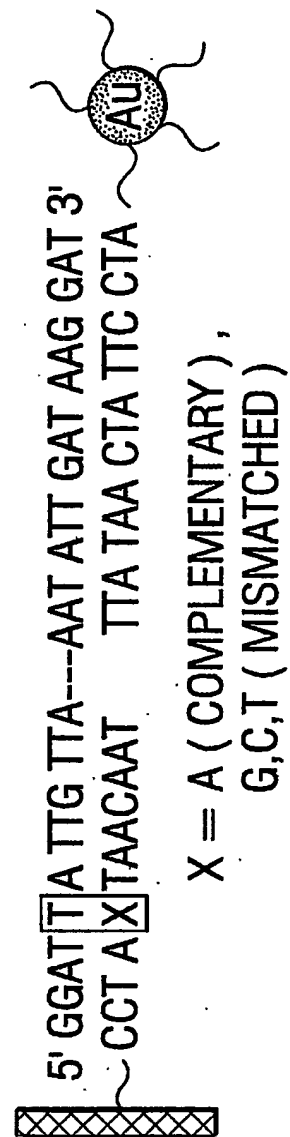 5' GGATT A TTG TTA---AAT ATT GAT AAG GAT 3'
CCT A X TAACAAT TTA TAA CTA TTC CTA
Au
X = A ( COMPLEMENTARY ) ,
G,C,T ( MISMATCHED )